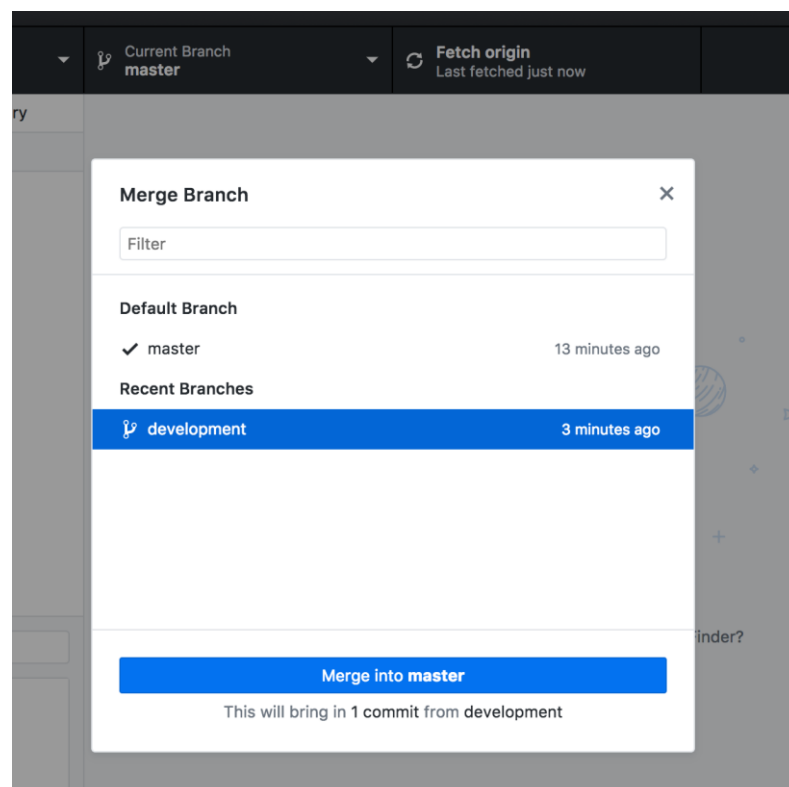 Current Branch
master
Fetch origin
Last fetched just now
ry
Merge Branch
Filter
Default Branch
master 13 minutes ago
Recent Branches
development 3 minutes ago
inder?
Merge into master
This will bring in 1 commit from development